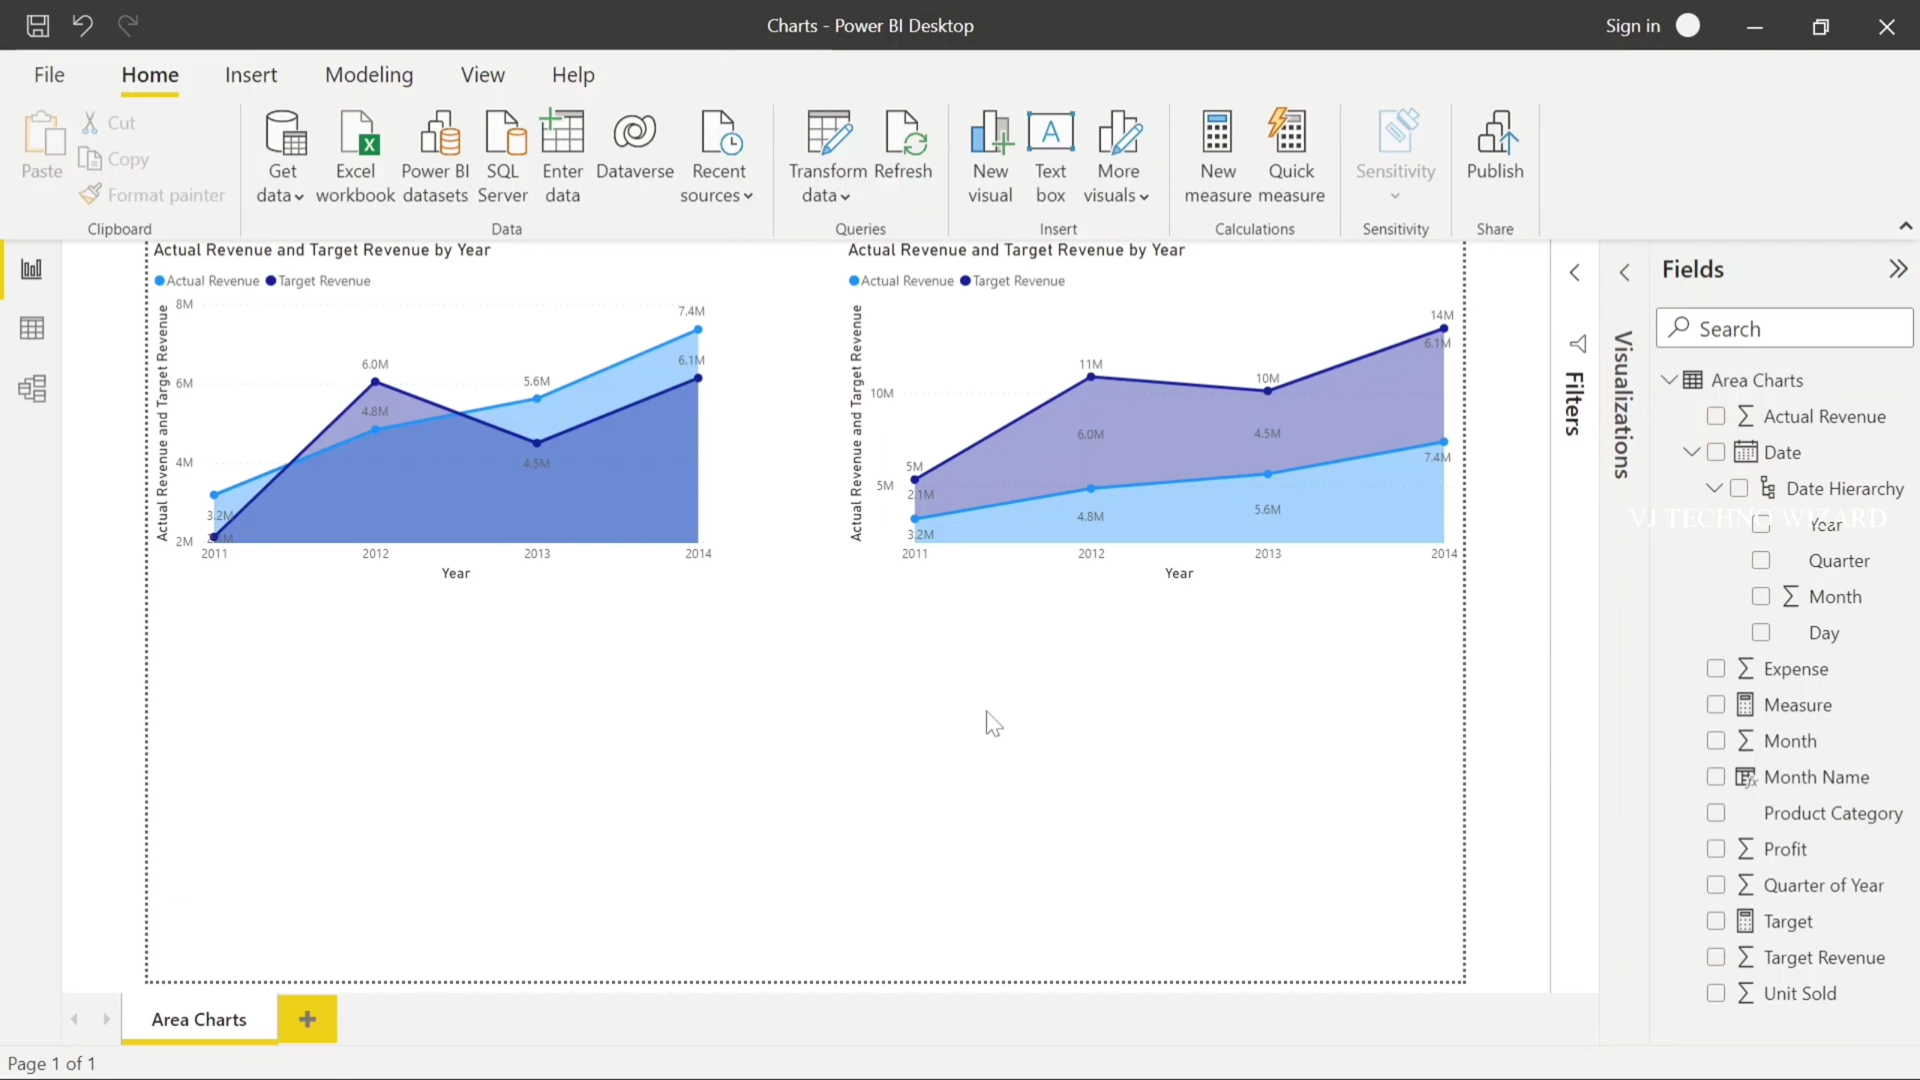 Charts - Power BI Desktop
Sign in
File Home Insert Modeling View Help
Paste
Cut
Copy
Format painter
Clipboard
Get data
Excel workbook
Power BI datasets
SQL Server
Enter data
Dataverse
Recent sources
Data
Transform data
Refresh
Queries
New visual
Text box
More visuals
Insert
New measure
Quick measure
Calculations
Sensitivity
Sensitivity
Publish
Share
Actual Revenue and Target Revenue by Year
Actual Revenue Target Revenue
Actual Revenue and Target Revenue
8M
6M
4M
2M
7.4M
6.1M
6.0M
5.6M
4.8M
4.5M
3.2M
2011 2012 2013 2014
Year
Actual Revenue and Target Revenue by Year
Actual Revenue Target Revenue
Actual Revenue and Target Revenue
10M
5M
14M
6.1M
11M
10M
6.0M
4.5M
7.4M
5M
2.1M
4.8M
5.6M
3.2M
2011 2012 2013 2014
Year
Filters
Visualizations
Fields
Search
Area Charts
Actual Revenue
Date
Date Hierarchy
VJ TECHNO WIZARD
Year
Quarter
Month
Day
Expense
Measure
Month
Month Name
Product Category
Profit
Quarter of Year
Target
Target Revenue
Unit Sold
Area Charts
Page 1 of 1